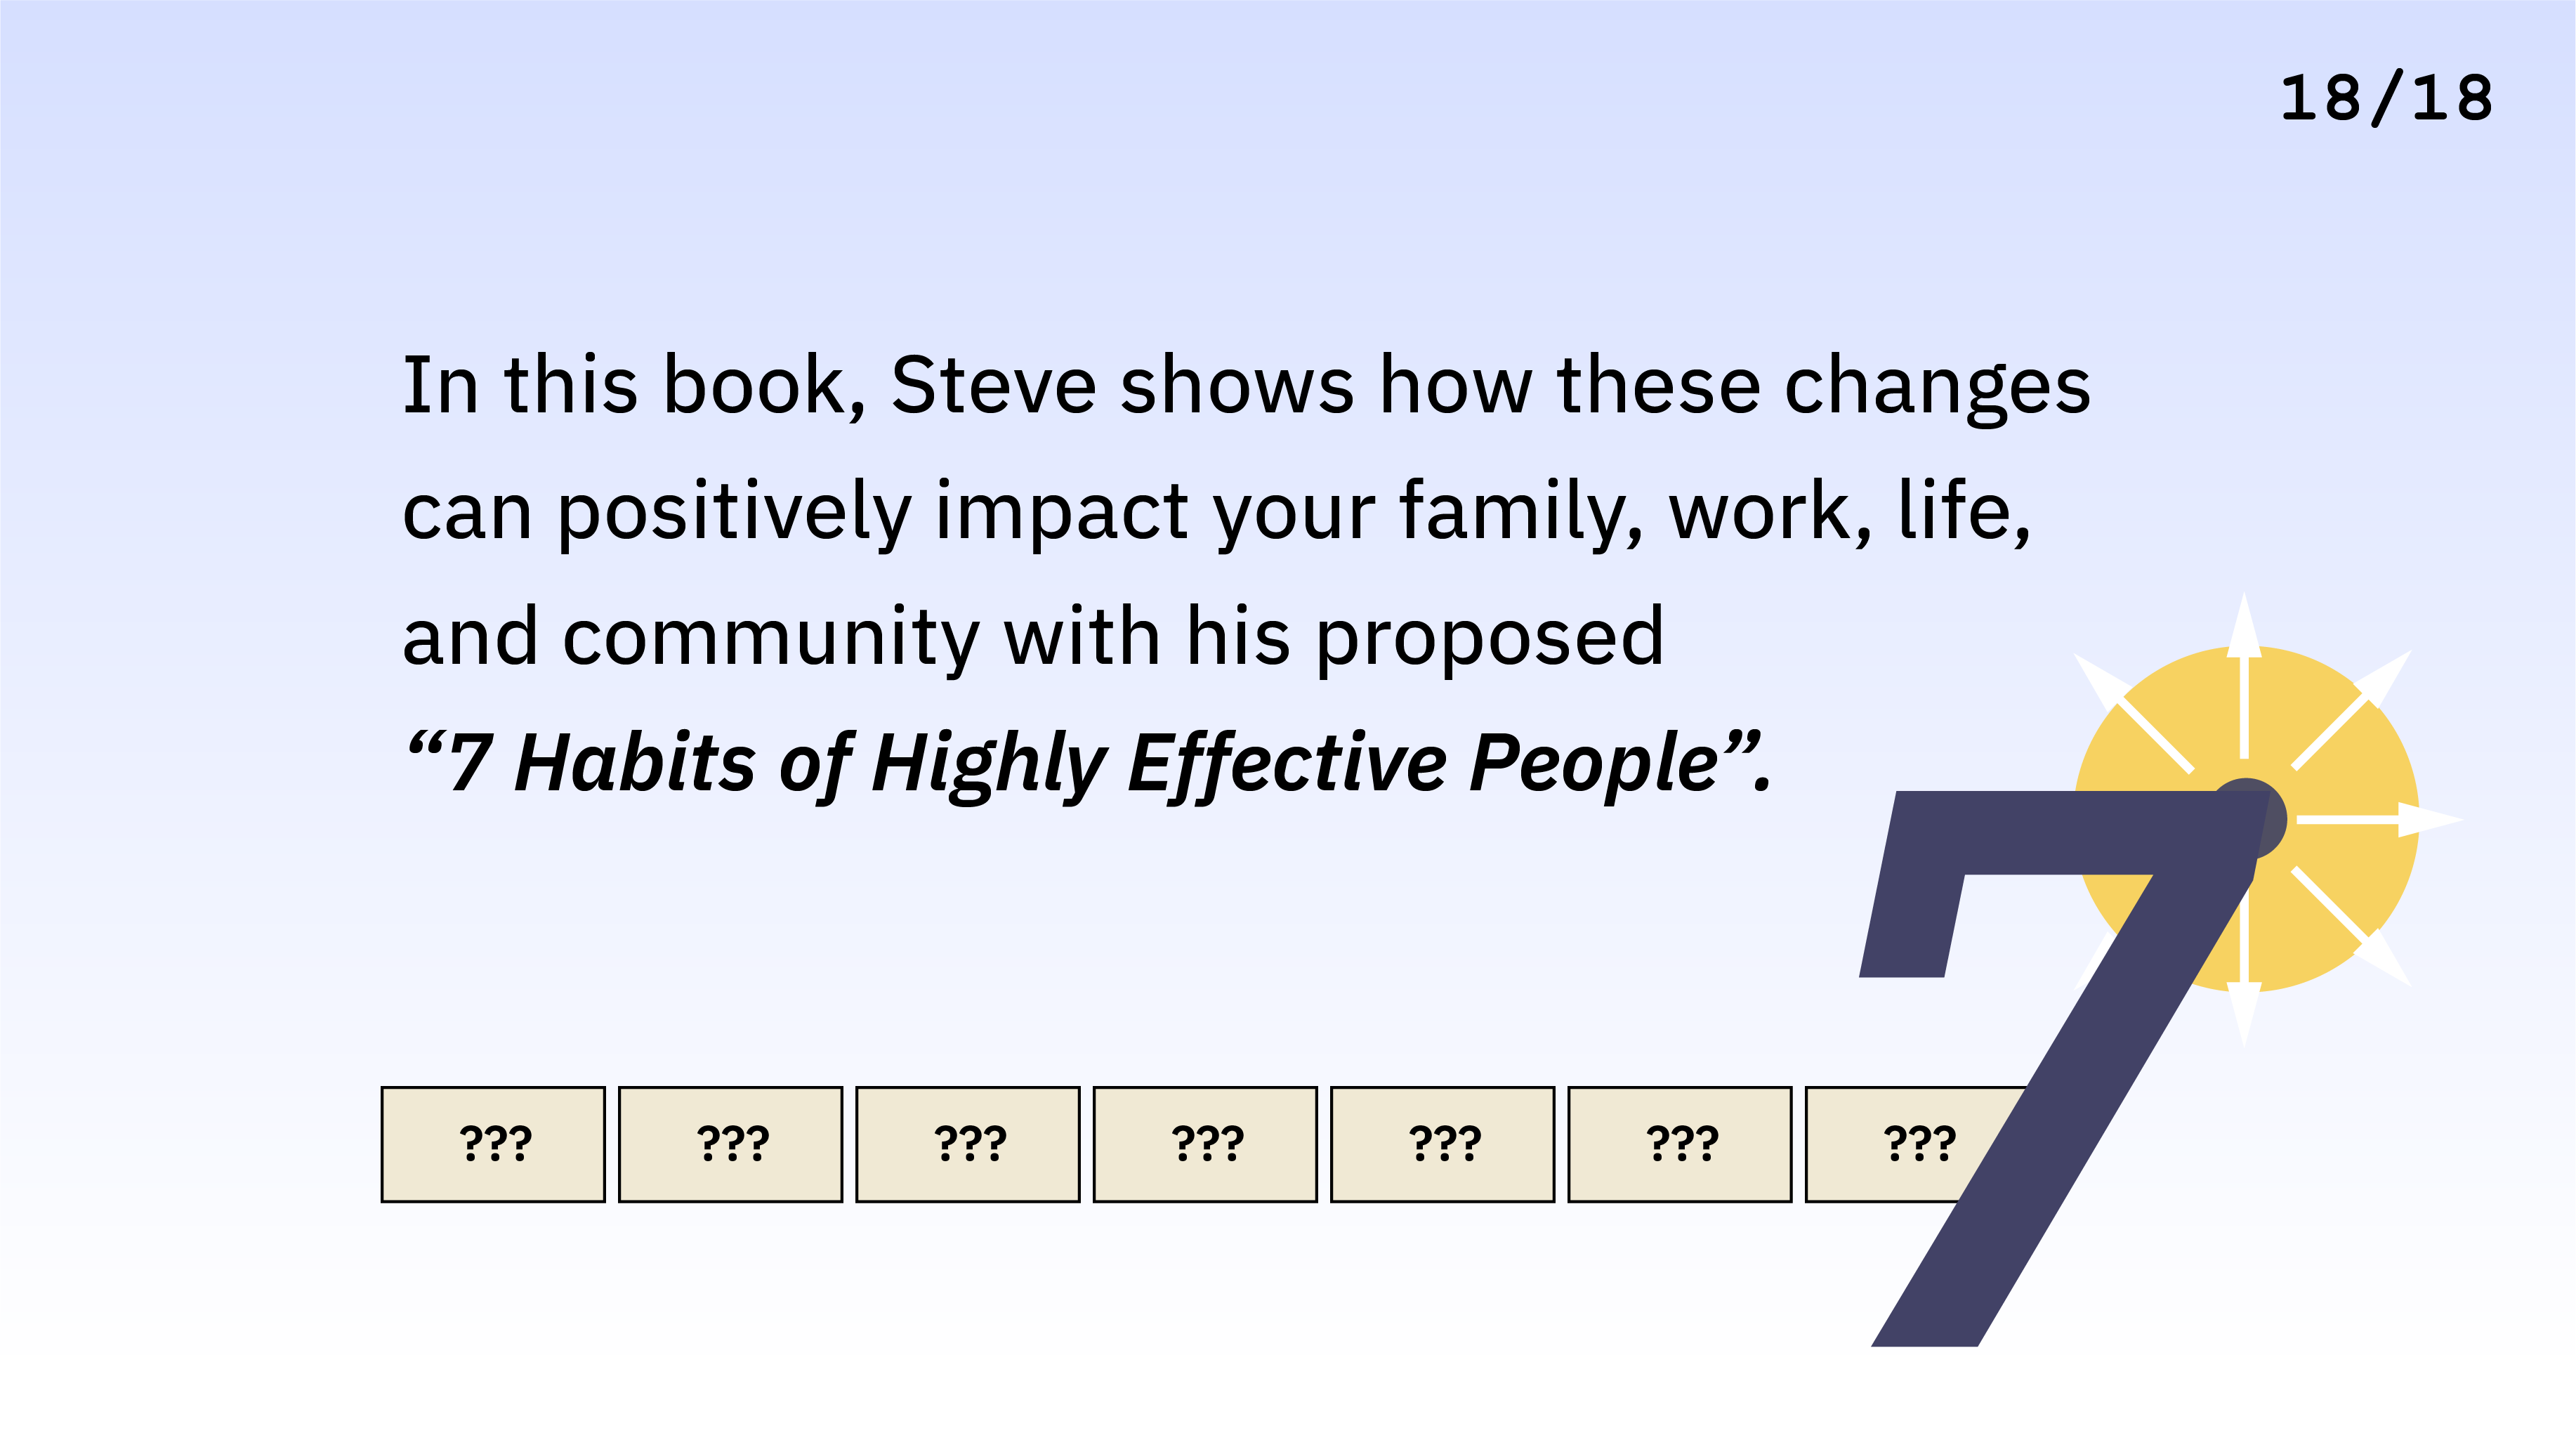 18/18
In this book, Steve shows how these changes
can positively impact your family, work, life,
and community with his proposed
“7 Habits of Highly Effective People”.
??? ??? ??? ??? ??? ??? ???
7